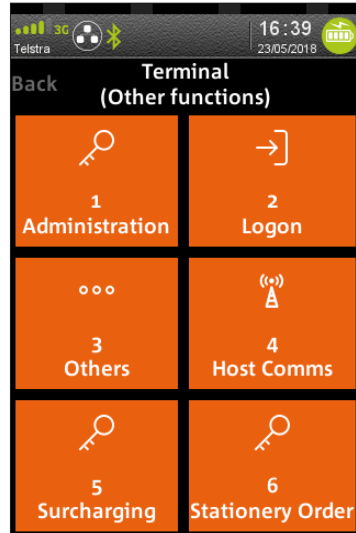 3G
16:39
Telstra
23/05/2018
Back
Terminal
(Other functions)
1
Administration
2
Logon
3
Others
4
Host Comms
5
Surcharging
6
Stationery Order